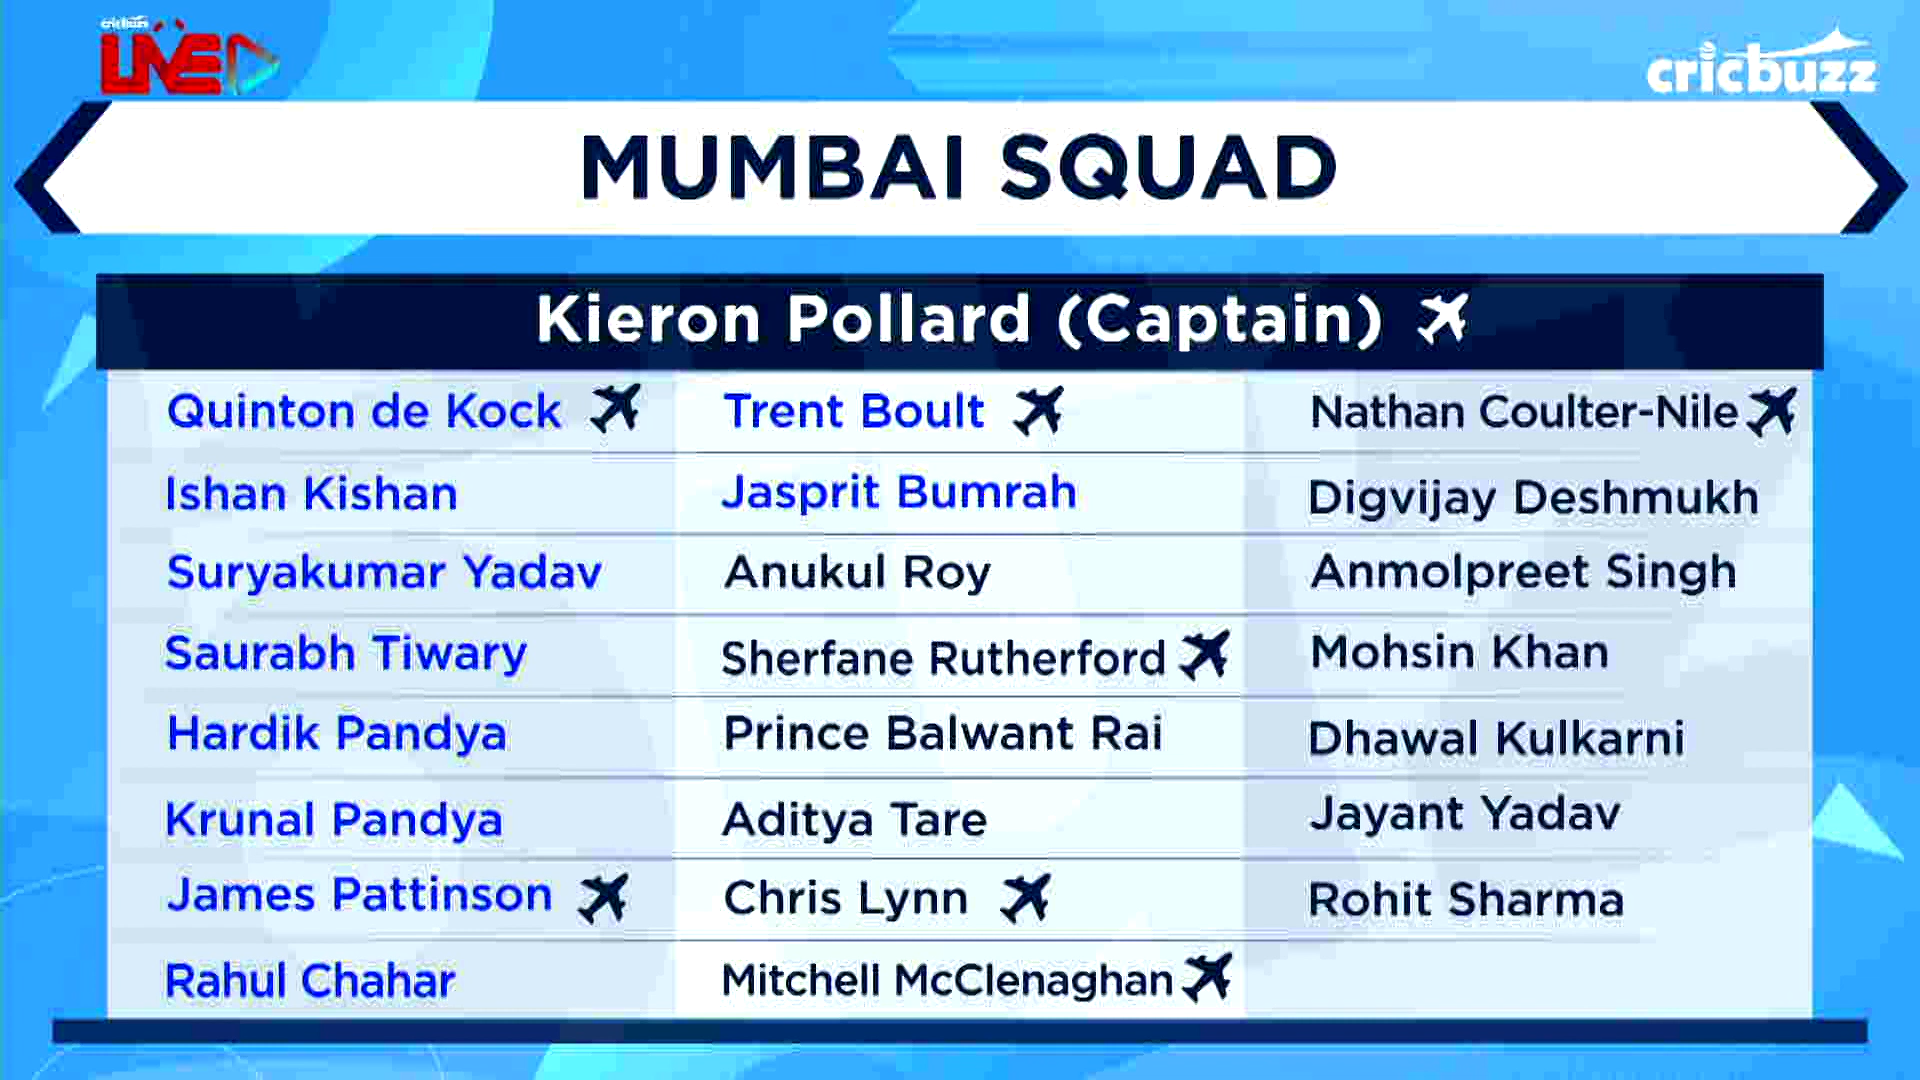 cricbuzz
LIVE
cricbuzz
MUMBAI SQUAD
Kieron Pollard (Captain)
Quinton de Kock
Trent Boult
Nathan Coulter-Nile
Ishan Kishan
Jasprit Bumrah
Digvijay Deshmukh
Suryakumar Yadav
Anukul Roy
Anmolpreet Singh
Saurabh Tiwary
Sherfane Rutherford
Mohsin Khan
Hardik Pandya
Prince Balwant Rai
Dhawal Kulkarni
Krunal Pandya
Aditya Tare
Jayant Yadav
James Pattinson
Chris Lynn
Rohit Sharma
Rahul Chahar
Mitchell McClenaghan